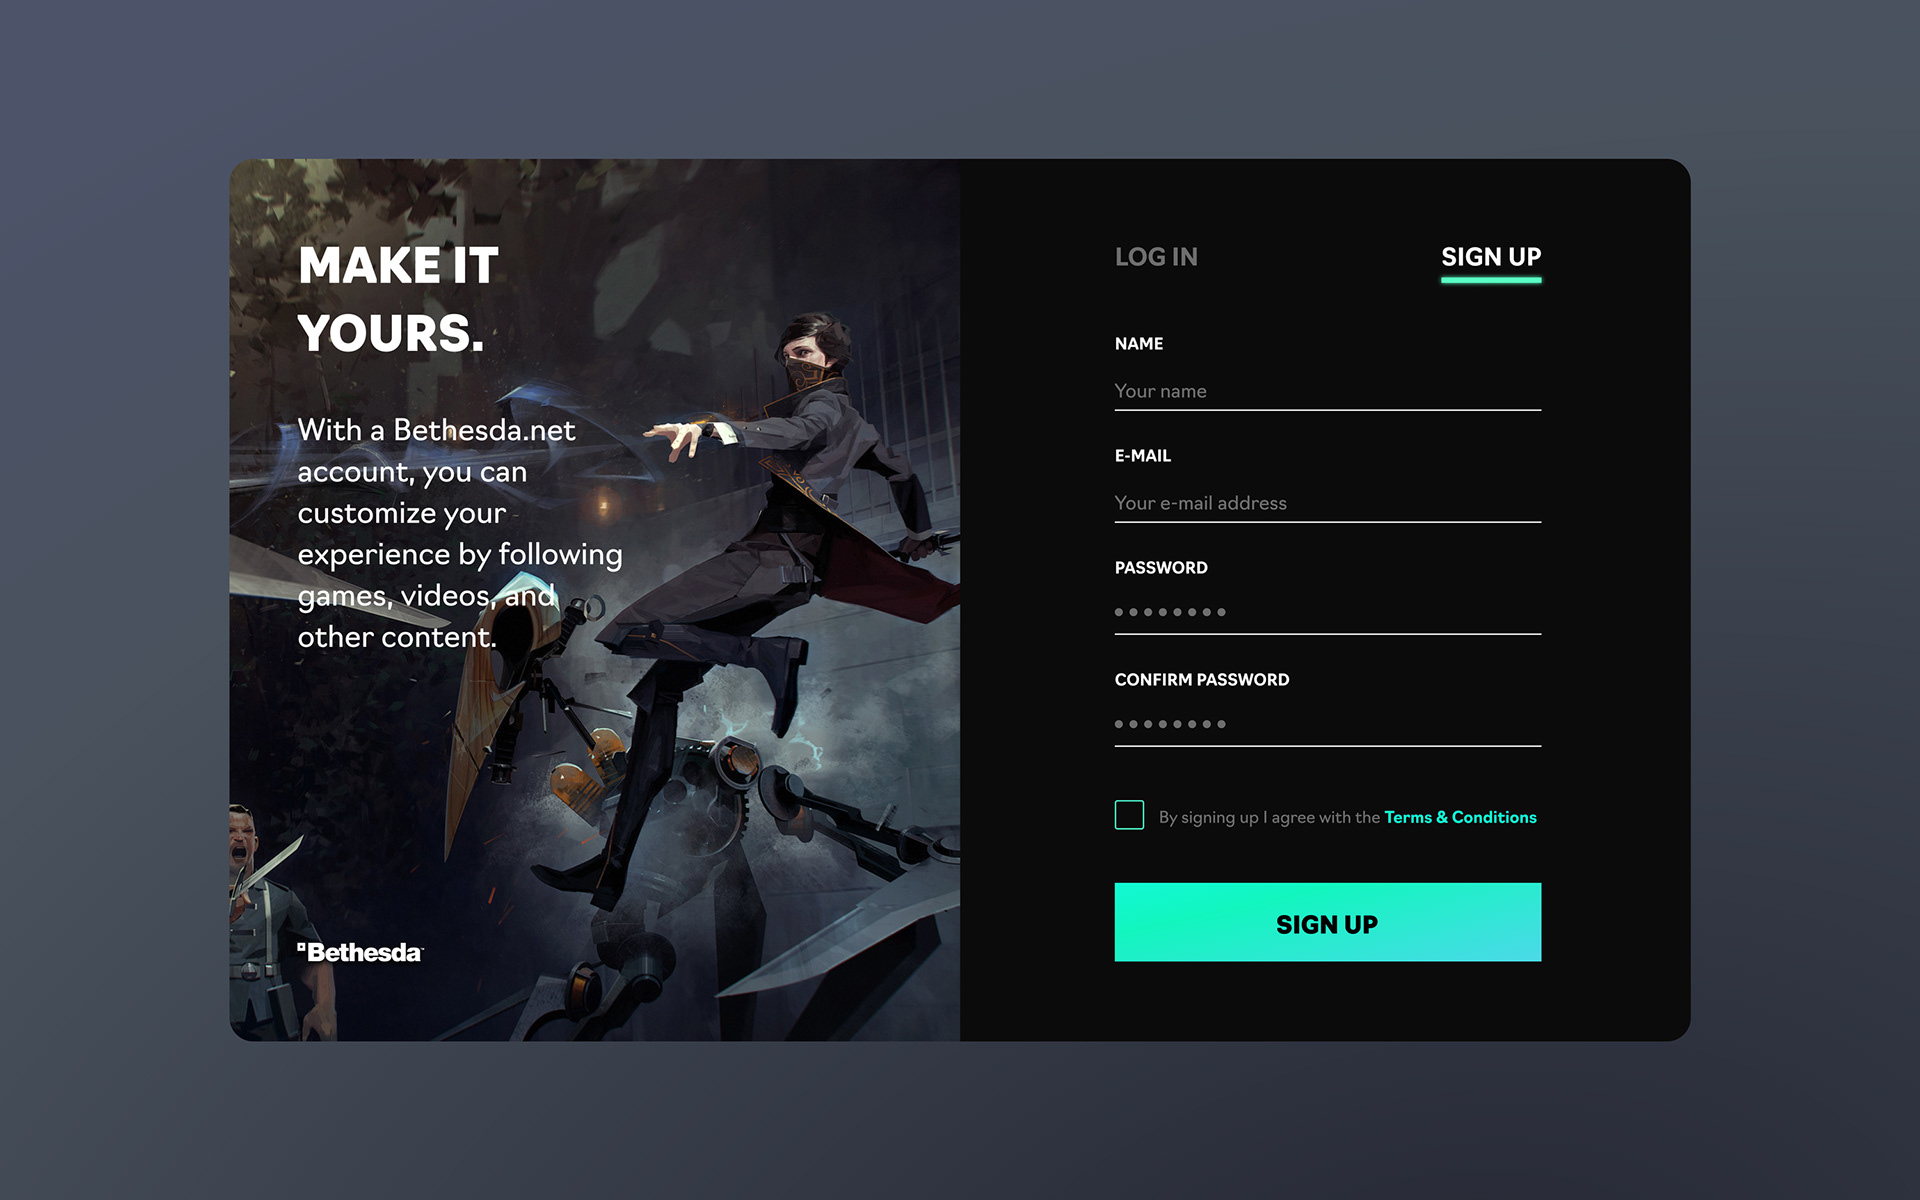 MAKE IT
YOURS.
With a Bethesda.net
account, you can
customize your
experience by following
games, videos, and
other content.
Bethesda™
LOG IN
SIGN UP
NAME
Your name
E-MAIL
Your e-mail address
PASSWORD
CONFIRM PASSWORD
By signing up I agree with the Terms & Conditions
SIGN UP